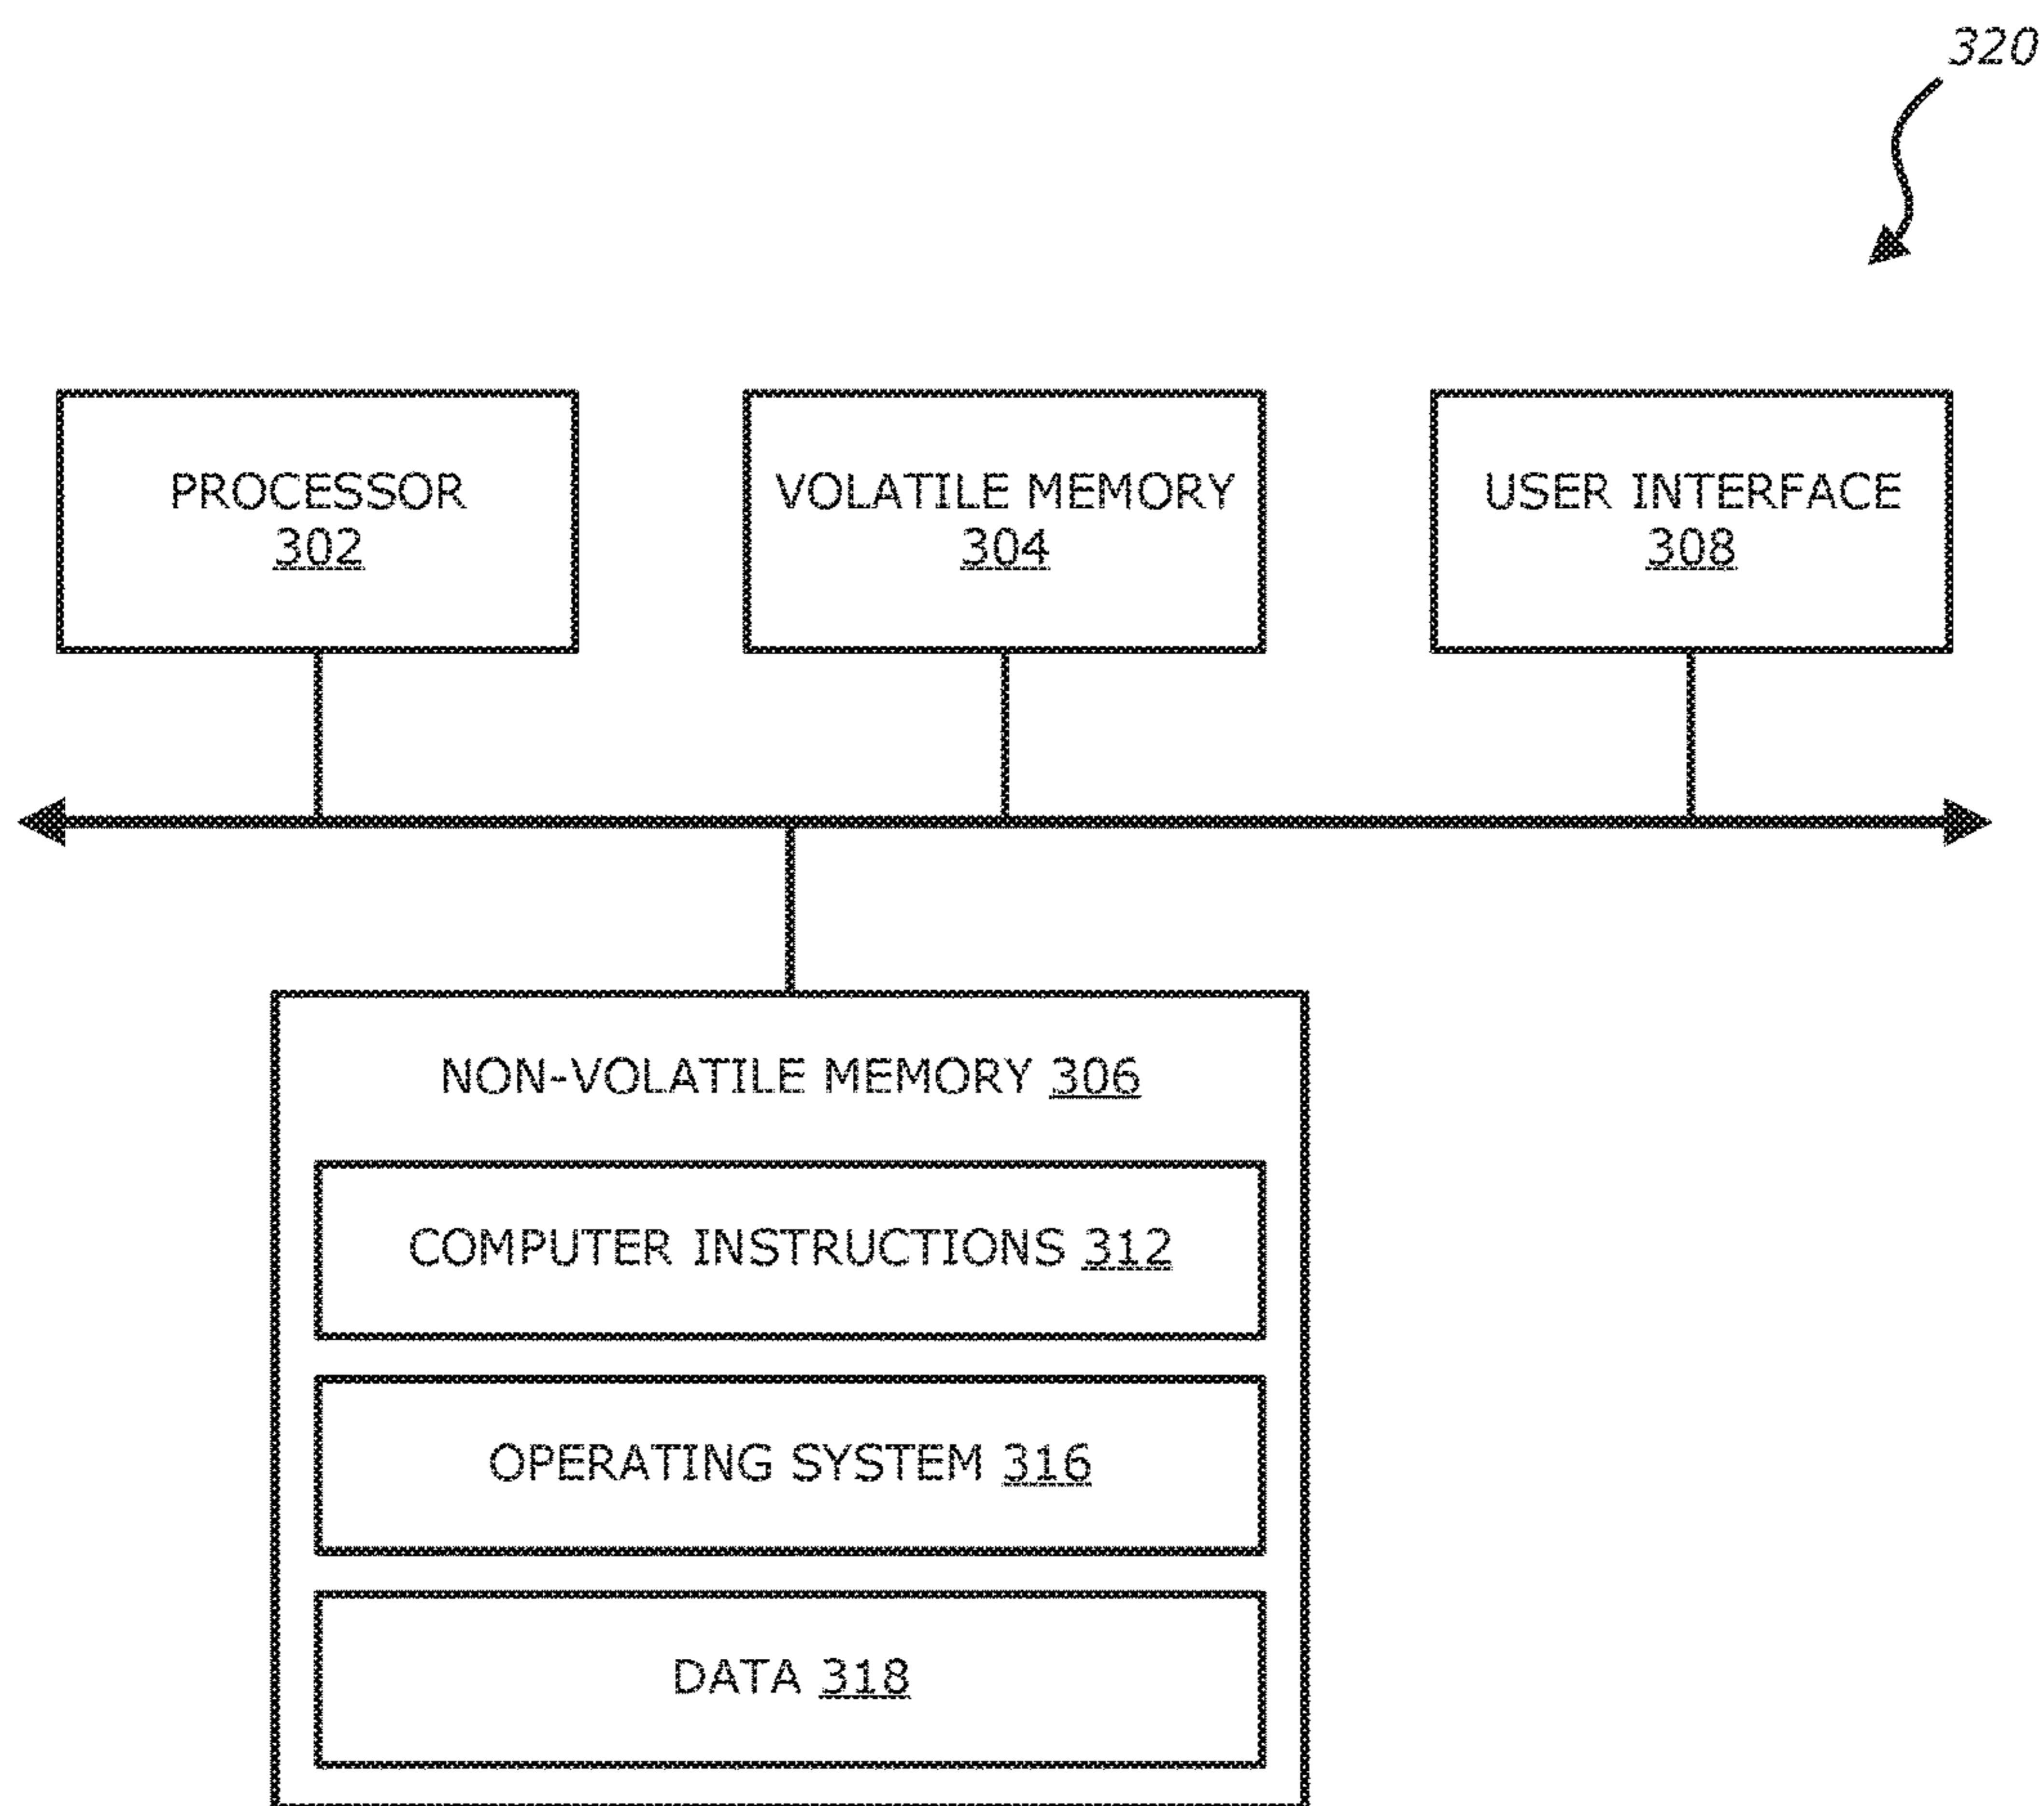 320
PROCESSOR
302
VOLATILE MEMORY
304
USER INTERFACE
308
NON-VOLATILE MEMORY 306
COMPUTER INSTRUCTIONS 312
OPERATING SYSTEM 316
DATA 318